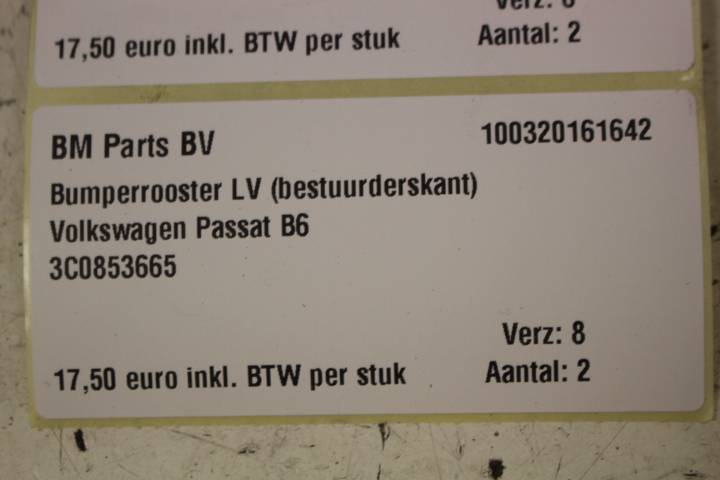 17,50 euro inkl. BTW per stuk
Aantal: 2
BM Parts BV
100320161642
Bumperrooster LV (bestuurderskant)
Volkswagen Passat B6
3C0853665
Verz: 8
17,50 euro inkl. BTW per stuk
Aantal: 2